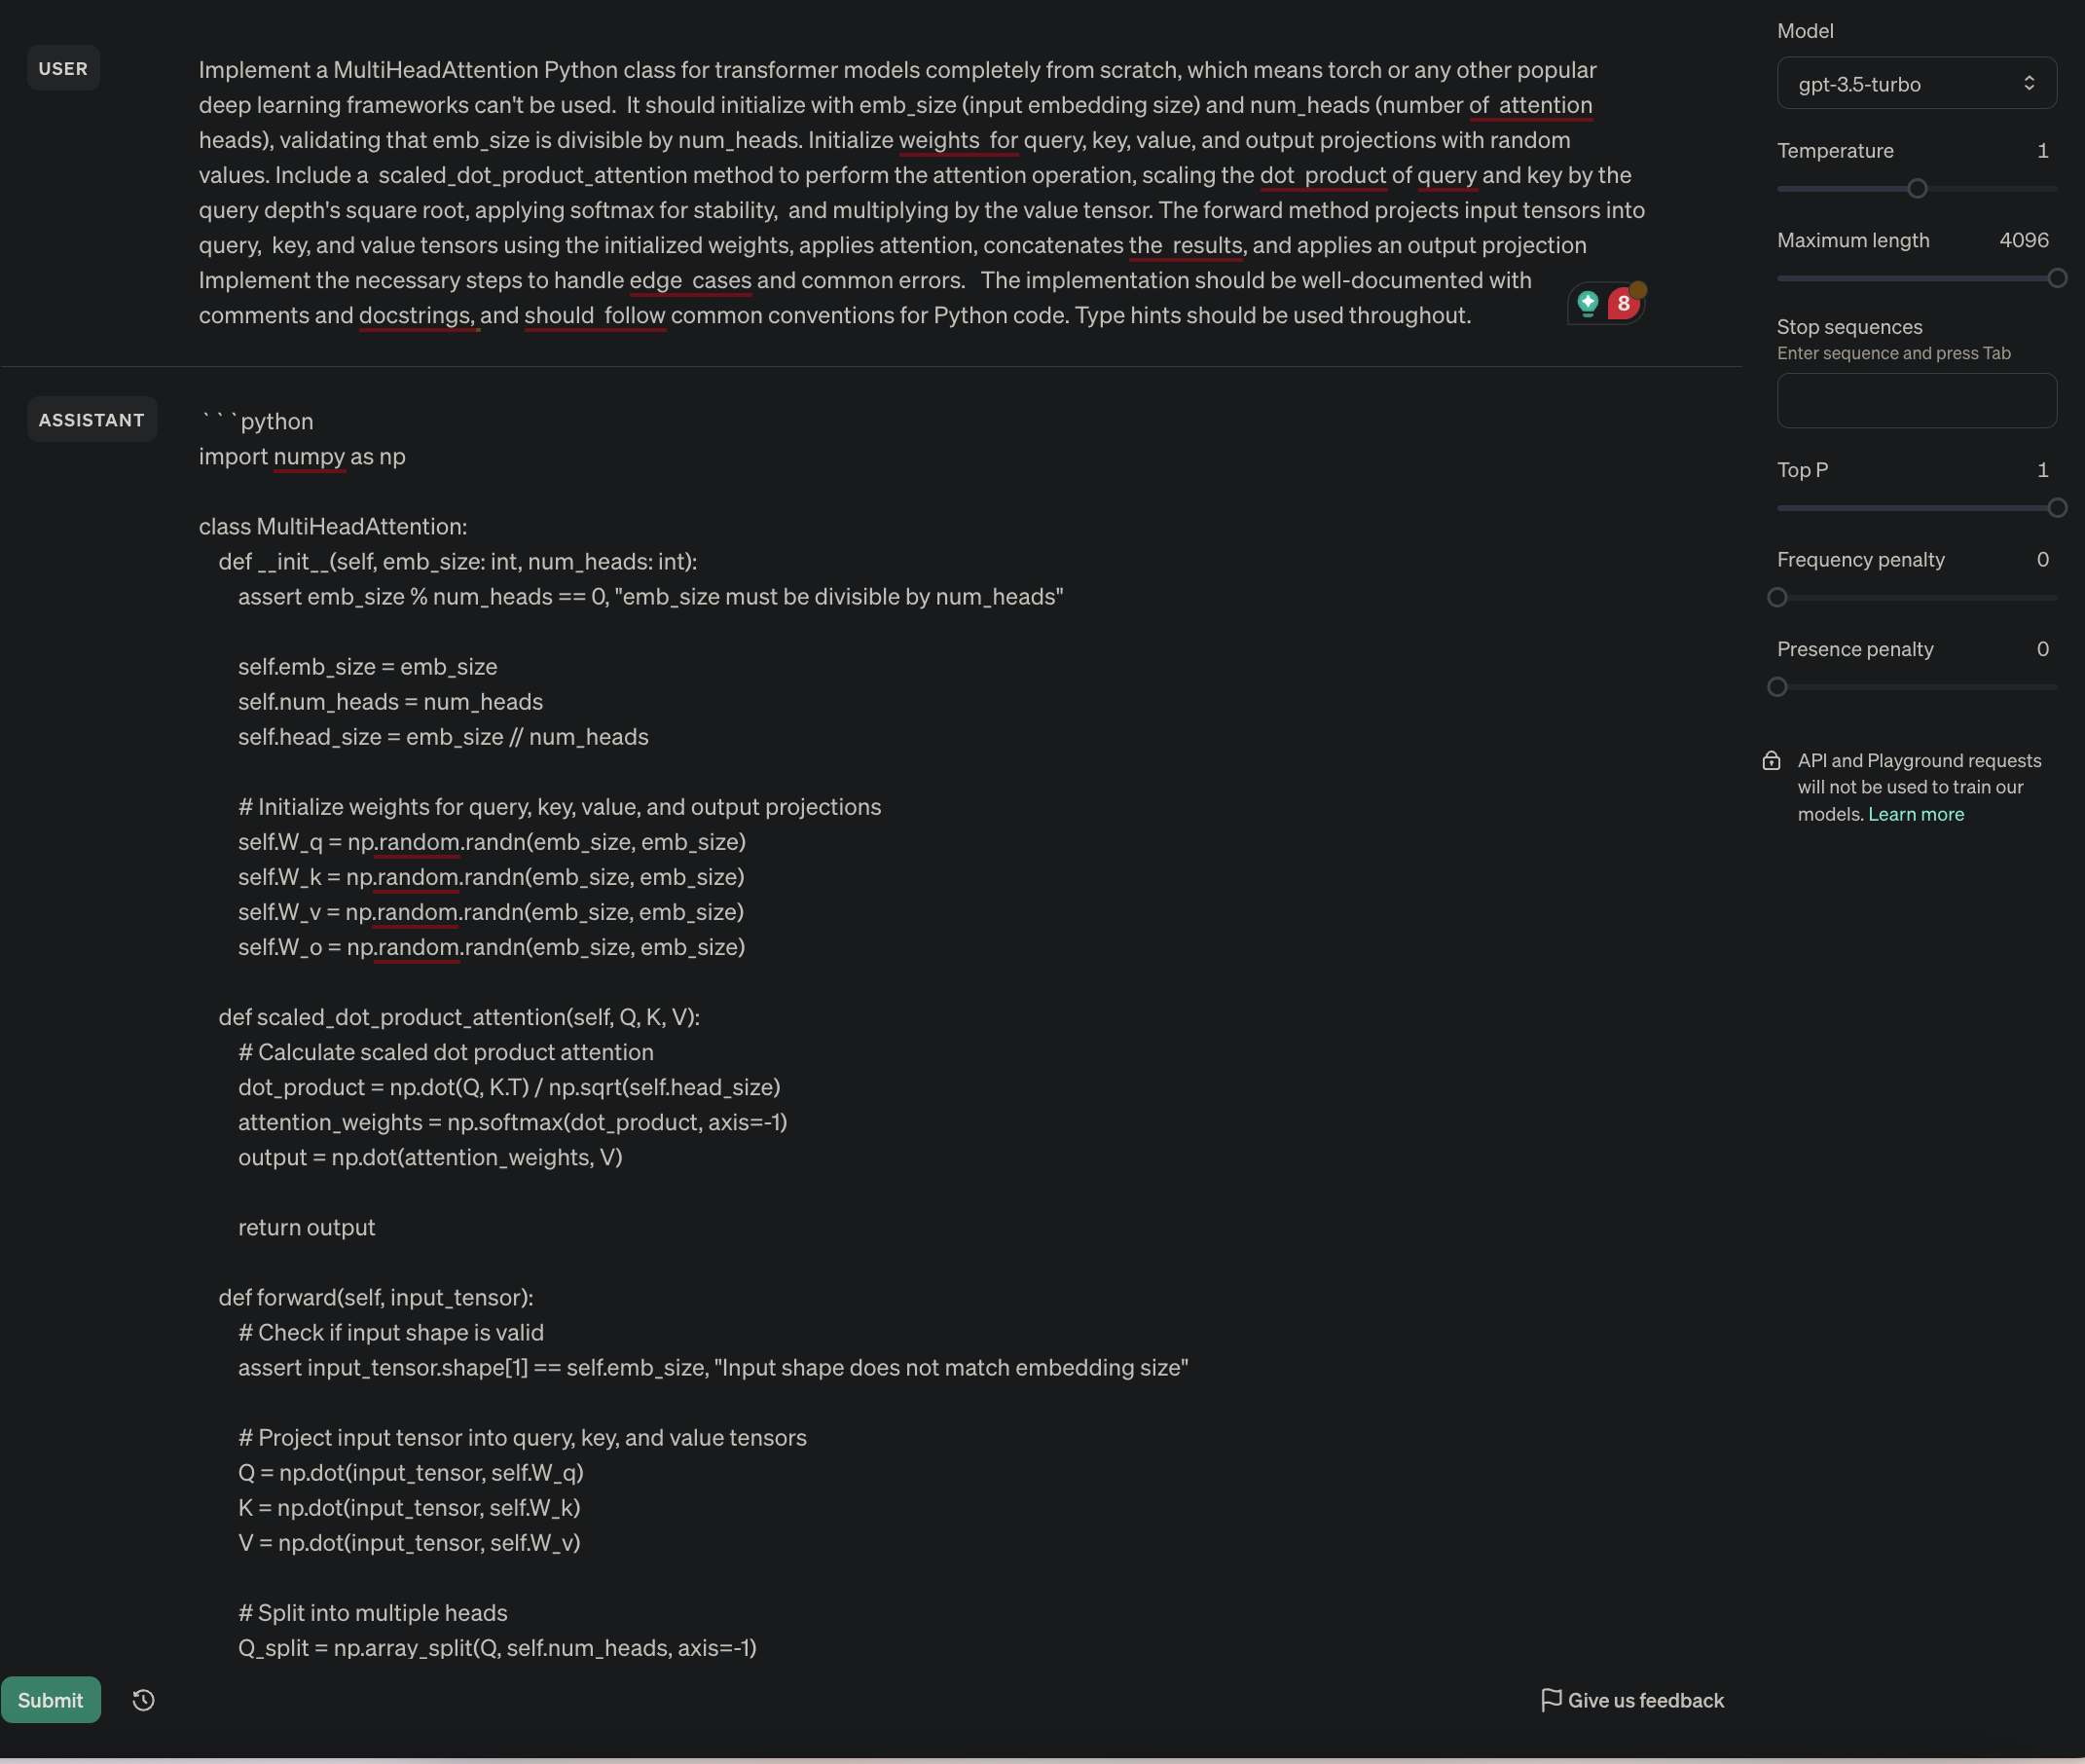 USER
Implement a MultiHeadAttention Python class for transformer models completely from scratch, which means torch or any other popular
deep learning frameworks can't be used.  It should initialize with emb_size (input embedding size) and num_heads (number of  attention
heads), validating that emb_size is divisible by num_heads. Initialize weights  for query, key, value, and output projections with random
values. Include a  scaled_dot_product_attention method to perform the attention operation, scaling the dot  product of query and key by the
query depth's square root, applying softmax for stability,  and multiplying by the value tensor. The forward method projects input tensors into
query,  key, and value tensors using the initialized weights, applies attention, concatenates the  results, and applies an output projection
Implement the necessary steps to handle edge  cases and common errors.   The implementation should be well-documented with
comments and docstrings, and should  follow common conventions for Python code. Type hints should be used throughout.
8
ASSISTANT
```python
import numpy as np
class MultiHeadAttention:
def __init__(self, emb_size: int, num_heads: int):
assert emb_size % num_heads == 0, "emb_size must be divisible by num_heads"
self.emb_size = emb_size
self.num_heads = num_heads
self.head_size = emb_size // num_heads
# Initialize weights for query, key, value, and output projections
self.W_q = np.random.randn(emb_size, emb_size)
self.W_k = np.random.randn(emb_size, emb_size)
self.W_v = np.random.randn(emb_size, emb_size)
self.W_o = np.random.randn(emb_size, emb_size)
def scaled_dot_product_attention(self, Q, K, V):
# Calculate scaled dot product attention
dot_product = np.dot(Q, K.T) / np.sqrt(self.head_size)
attention_weights = np.softmax(dot_product, axis=-1)
output = np.dot(attention_weights, V)
return output
def forward(self, input_tensor):
# Check if input shape is valid
assert input_tensor.shape[1] == self.emb_size, "Input shape does not match embedding size"
# Project input tensor into query, key, and value tensors
Q = np.dot(input_tensor, self.W_q)
K = np.dot(input_tensor, self.W_k)
V = np.dot(input_tensor, self.W_v)
# Split into multiple heads
Q_split = np.array_split(Q, self.num_heads, axis=-1)
Submit
Give us feedback
Model
gpt-3.5-turbo
Temperature 1
Maximum length 4096
Stop sequences
Enter sequence and press Tab
Top P 1
Frequency penalty 0
Presence penalty 0
API and Playground requests
will not be used to train our
models. Learn more